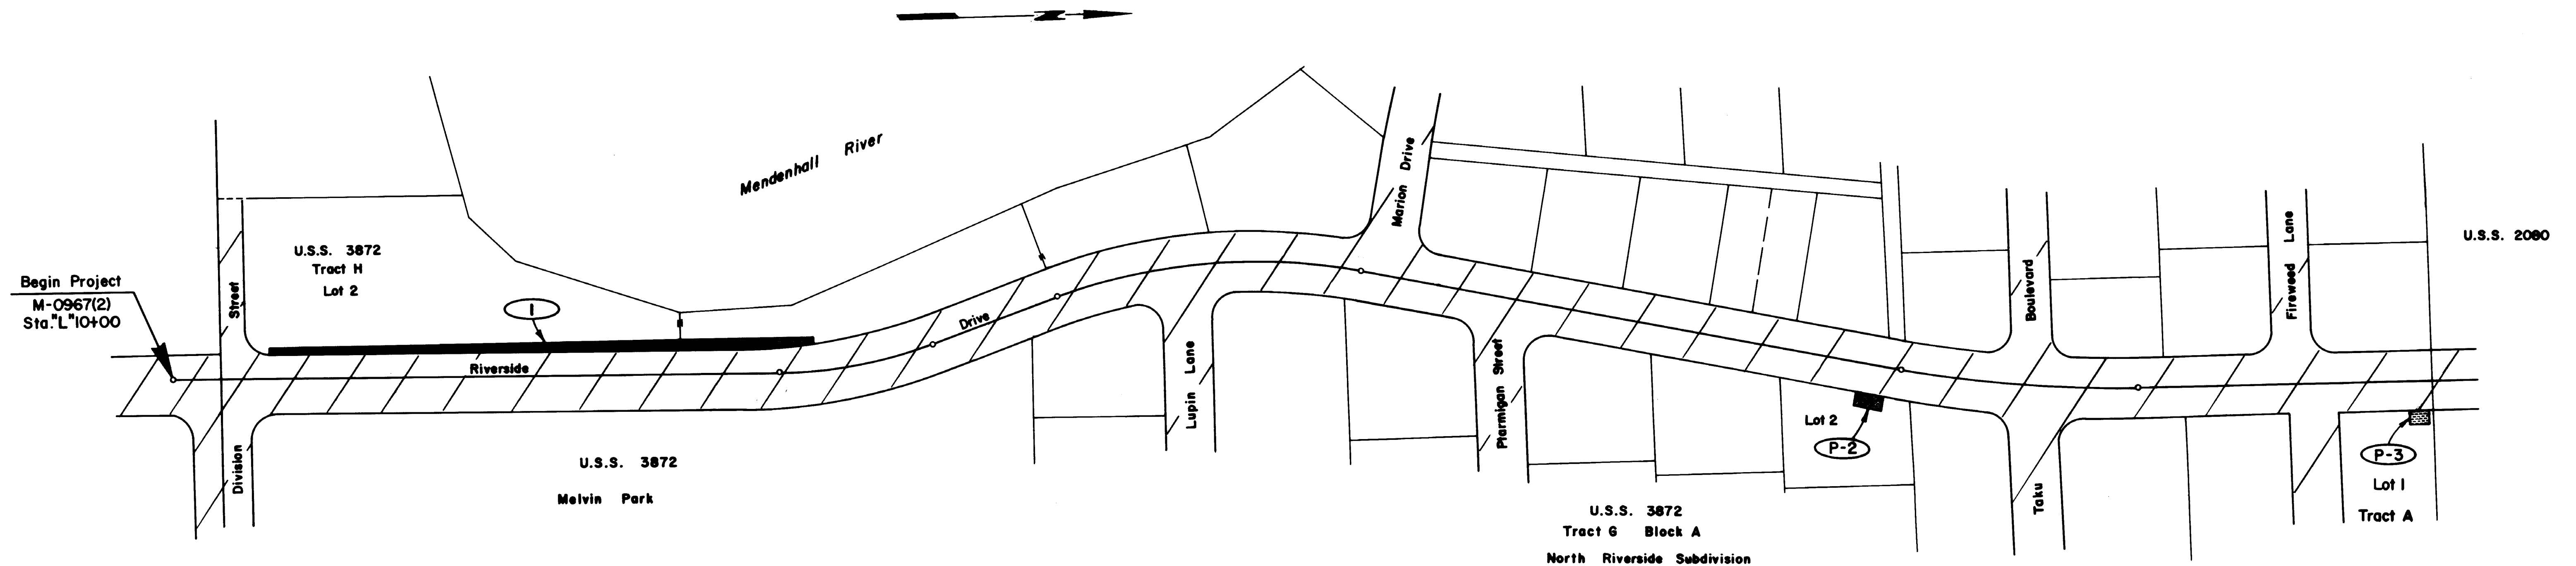 N
Mendenhall River
Begin Project
M-0967(2)
Sta."L"10+00
Street
Division
U.S.S. 3872
Tract H
Lot 2
1
Riverside
Drive
U.S.S. 3872
Melvin Park
Lupin Lane
Marion Drive
Ptarmigan Street
Lot 2
P-2
U.S.S. 3872
Tract G Block A
North Riverside Subdivision
Boulevard
Taku
Fireweed Lane
U.S.S. 2080
P-3
Lot 1
Tract A